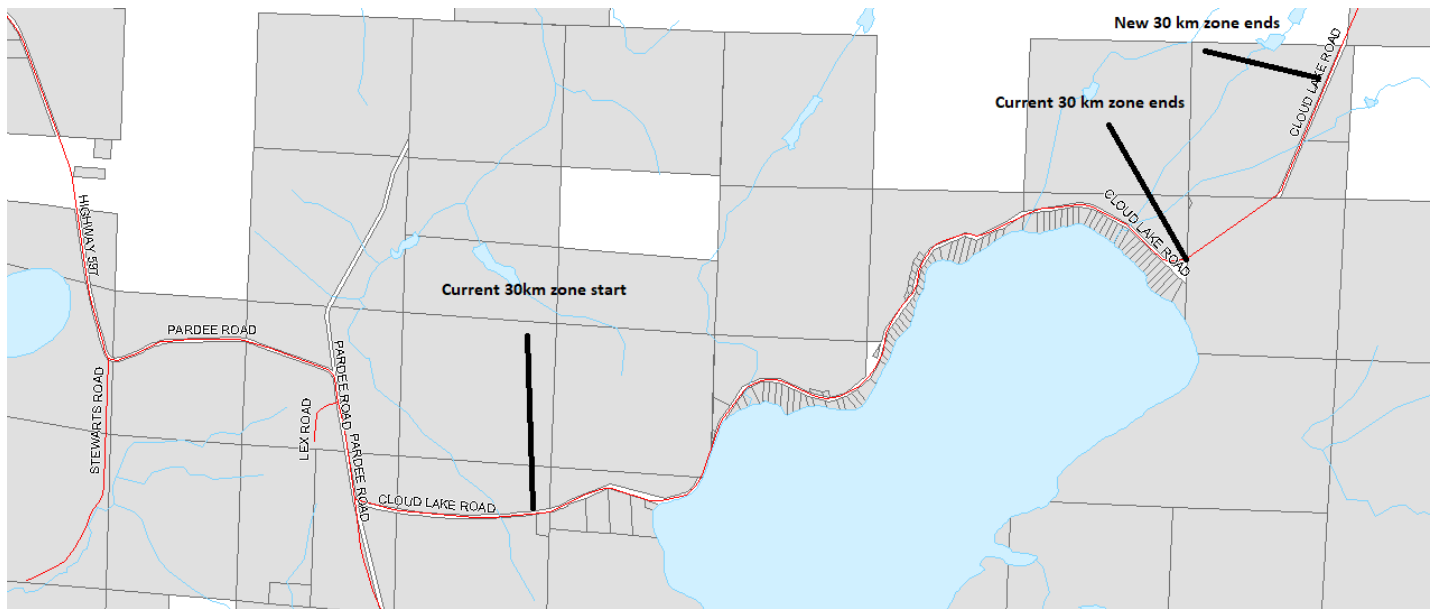 New 30 km zone ends
CLOUD LAKE ROAD
Current 30 km zone ends
CLOUD LAKE ROAD
HIGHWAY 597
Current 30km zone start
PARDEE ROAD
PARDEE ROAD
STEWARTS ROAD
LEX ROAD
PARDEE ROAD
CLOUD LAKE ROAD